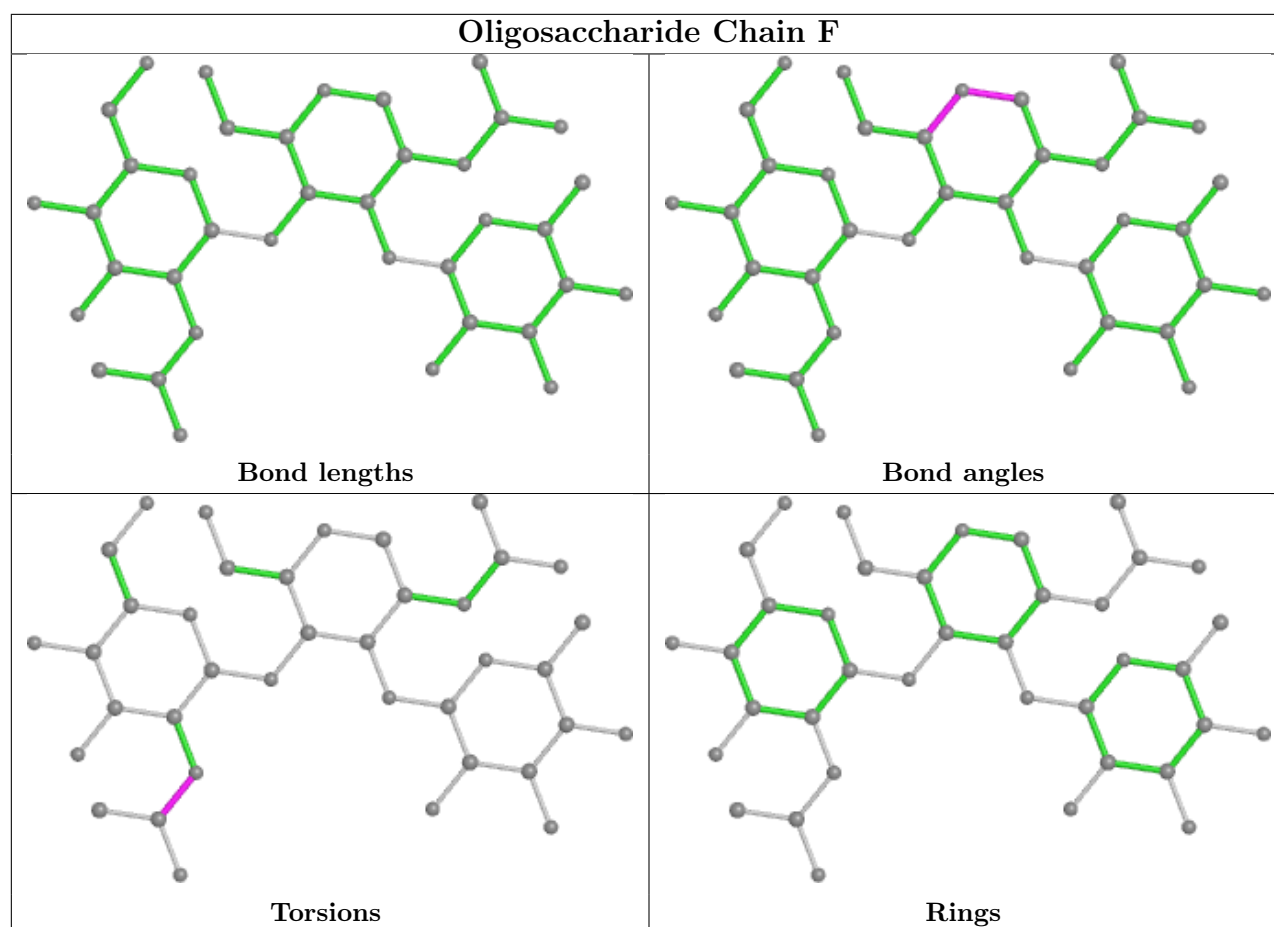 Oligosaccharide Chain F
Bond lengths
Bond angles
Torsions
Rings